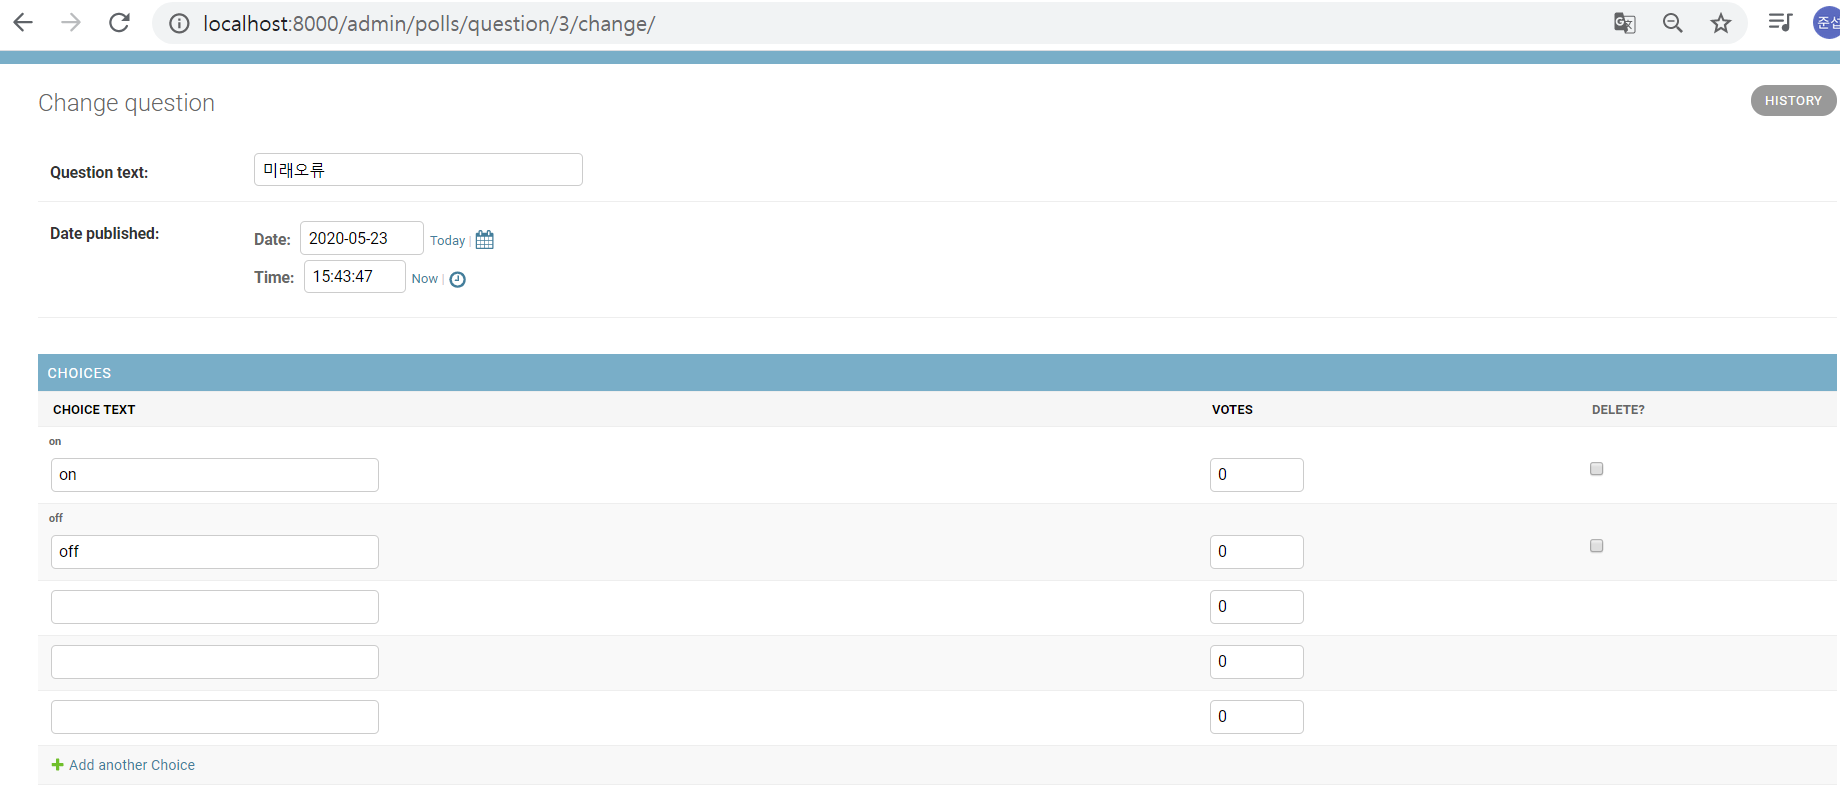 localhost:8000/admin/polls/question/3/change/
준섭
Change question
HISTORY
Question text: 미래오류
Date published: Date: 2020-05-23 Today |
Time: 15:43:47 Now |
CHOICES
CHOICE TEXT VOTES DELETE?
on
on 0
off
off 0
0
0
0
Add another Choice